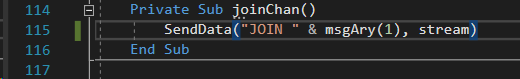 114 Private Sub joinChan()
115 SendData("JOIN " & msgAry(1), stream)
116 End Sub
117